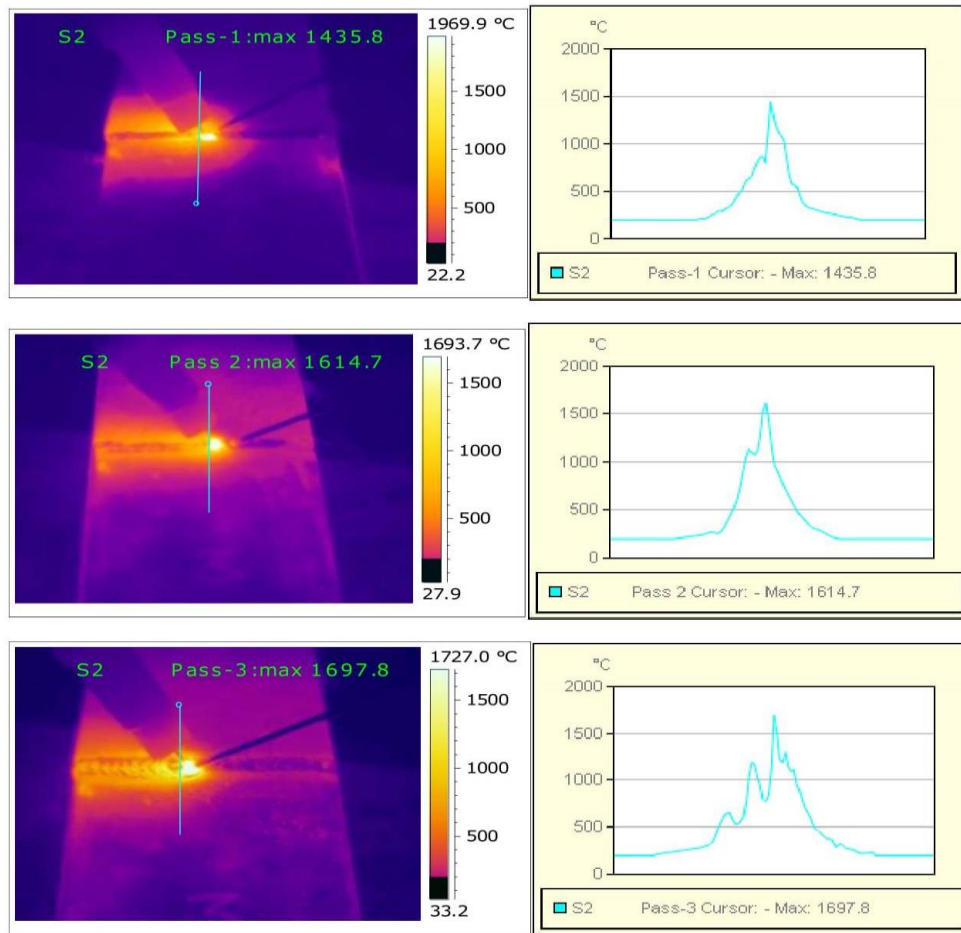 S2 Pass-1:max 1435.8
1969.9 °C
1500
1000
500
22.2
°C
2000
1500
1000
500
0
S2 Pass-1 Cursor: - Max: 1435.8
S2 Pass 2:max 1614.7
1693.7 °C
1500
1000
500
27.9
°C
2000
1500
1000
500
0
S2 Pass 2 Cursor: - Max: 1614.7
S2 Pass-3:max 1697.8
1727.0 °C
1500
1000
500
33.2
°C
2000
1500
1000
500
0
S2 Pass-3 Cursor: - Max: 1697.8